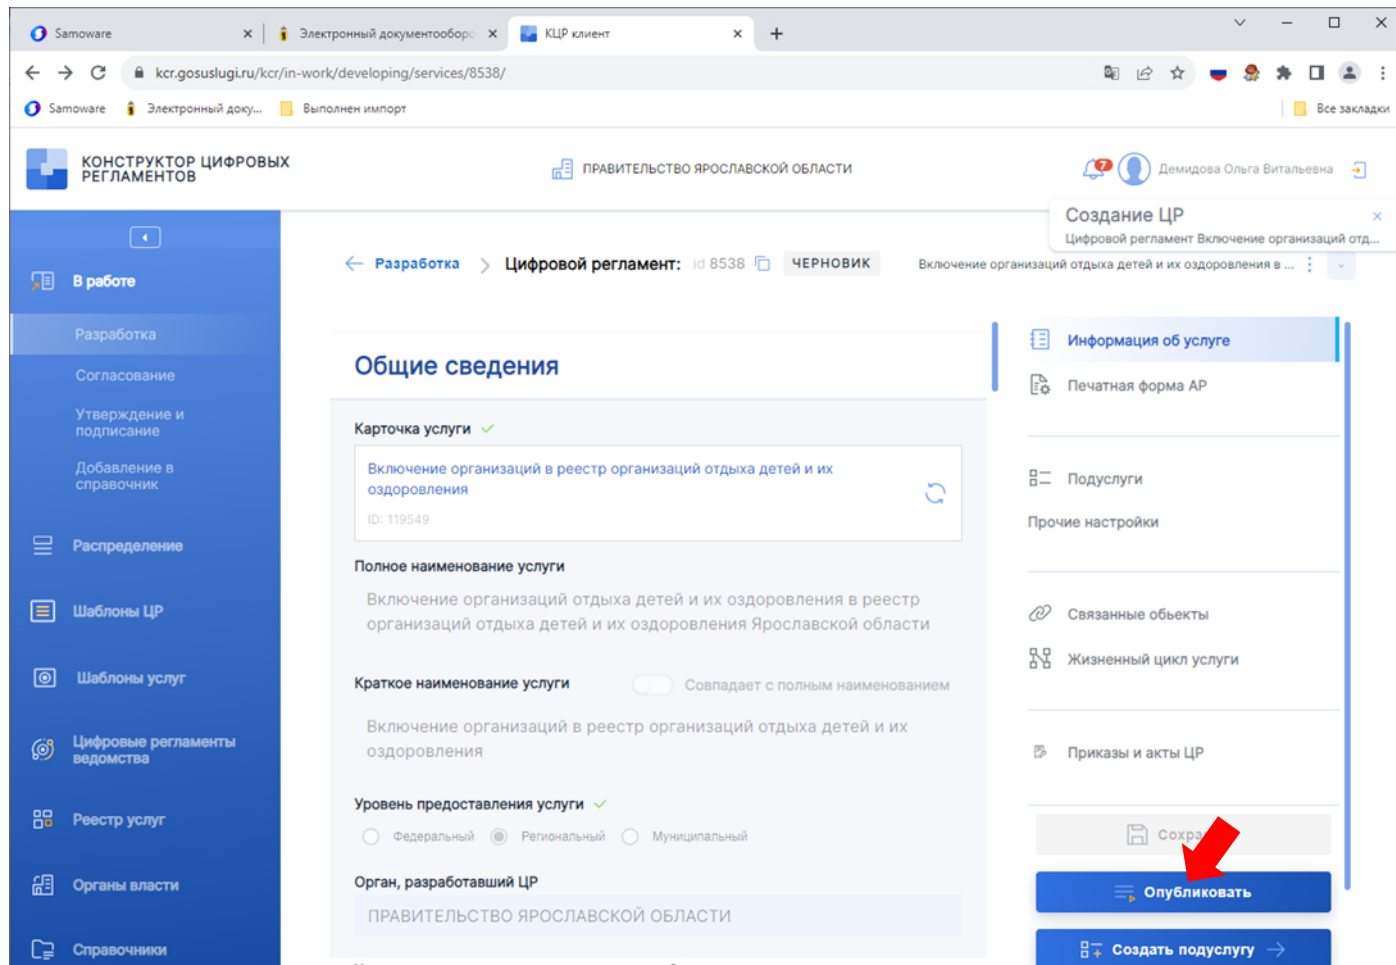 Samoware
Электронный документооборо
КЦР клиент
kcr.gosuslugi.ru/kcr/in-work/developing/services/8538/
Samoware
Электронный доку...
Выполнен импорт
Все закладки
КОНСТРУКТОР ЦИФРОВЫХ
РЕГЛАМЕНТОВ
ПРАВИТЕЛЬСТВО ЯРОСЛАВСКОЙ ОБЛАСТИ
7
Демидова Ольга Витальевна
Создание ЦР
Цифровой регламент Включение организаций отд...
Разработка
Цифровой регламент: id 8538
ЧЕРНОВИК
Включение организаций отдыха детей и их оздоровления в ...
В работе
Разработка
Согласование
Утверждение и
подписание
Добавление в
справочник
Распределение
Шаблоны ЦР
Шаблоны услуг
Цифровые регламенты
ведомства
Реестр услуг
Органы власти
Справочники
Общие сведения
Карточка услуги
Включение организаций в реестр организаций отдыха детей и их
оздоровления
ID: 119549
Полное наименование услуги
Включение организаций отдыха детей и их оздоровления в реестр
организаций отдыха детей и их оздоровления Ярославской области
Краткое наименование услуги
Совпадает с полным наименованием
Включение организаций в реестр организаций отдыха детей и их
оздоровления
Уровень предоставления услуги
Федеральный
Региональный
Муниципальный
Орган, разработавший ЦР
ПРАВИТЕЛЬСТВО ЯРОСЛАВСКОЙ ОБЛАСТИ
Информация об услуге
Печатная форма АР
Подуслуги
Прочие настройки
Связанные объекты
Жизненный цикл услуги
Приказы и акты ЦР
Сохра
Опубликовать
Создать подуслугу